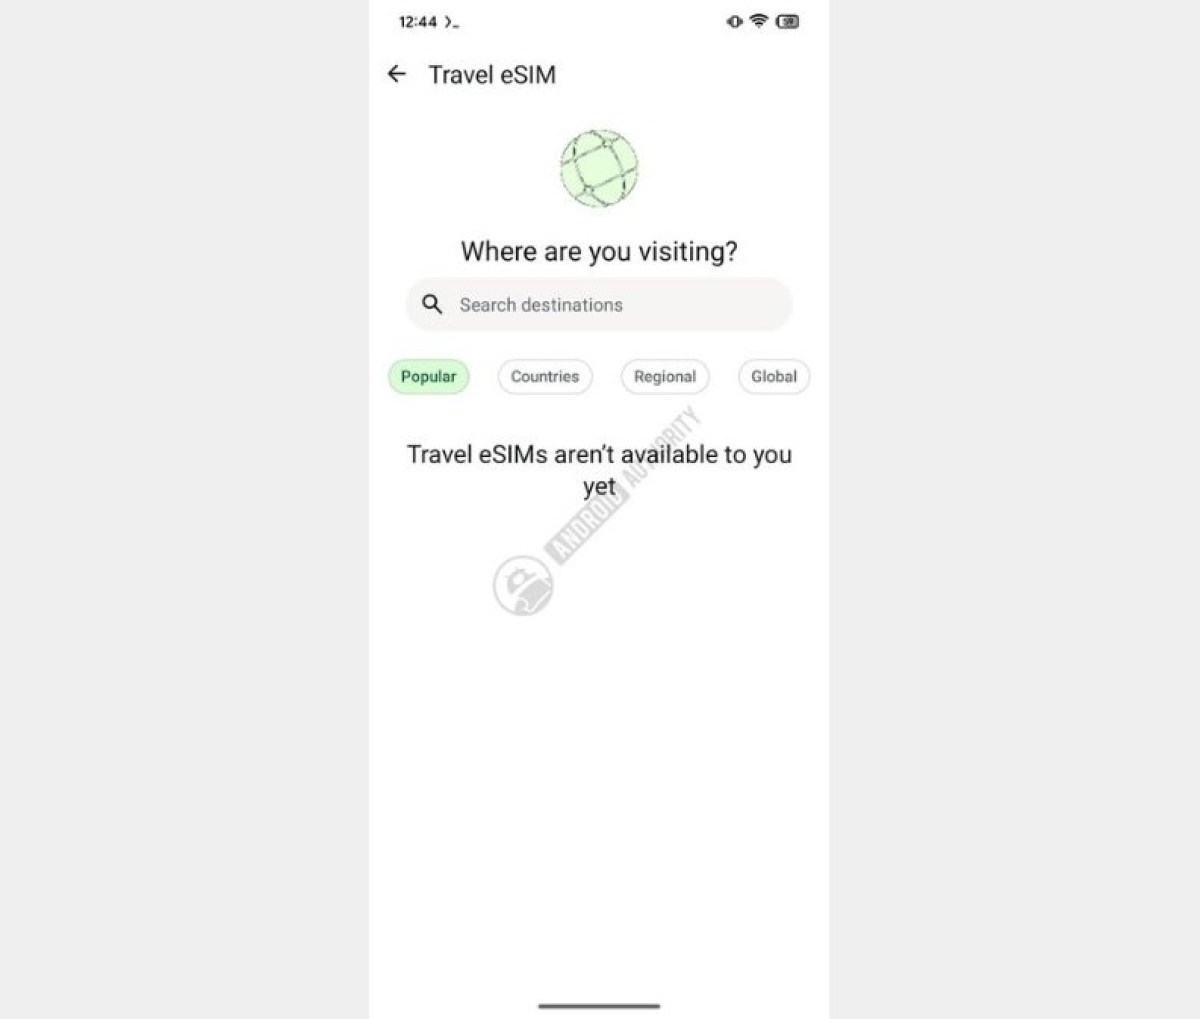 12:44
Travel eSIM
Where are you visiting?
Search destinations
Popular Countries Regional Global
Travel eSIMs aren't available to you
yet
ANDROID AUTHORITY